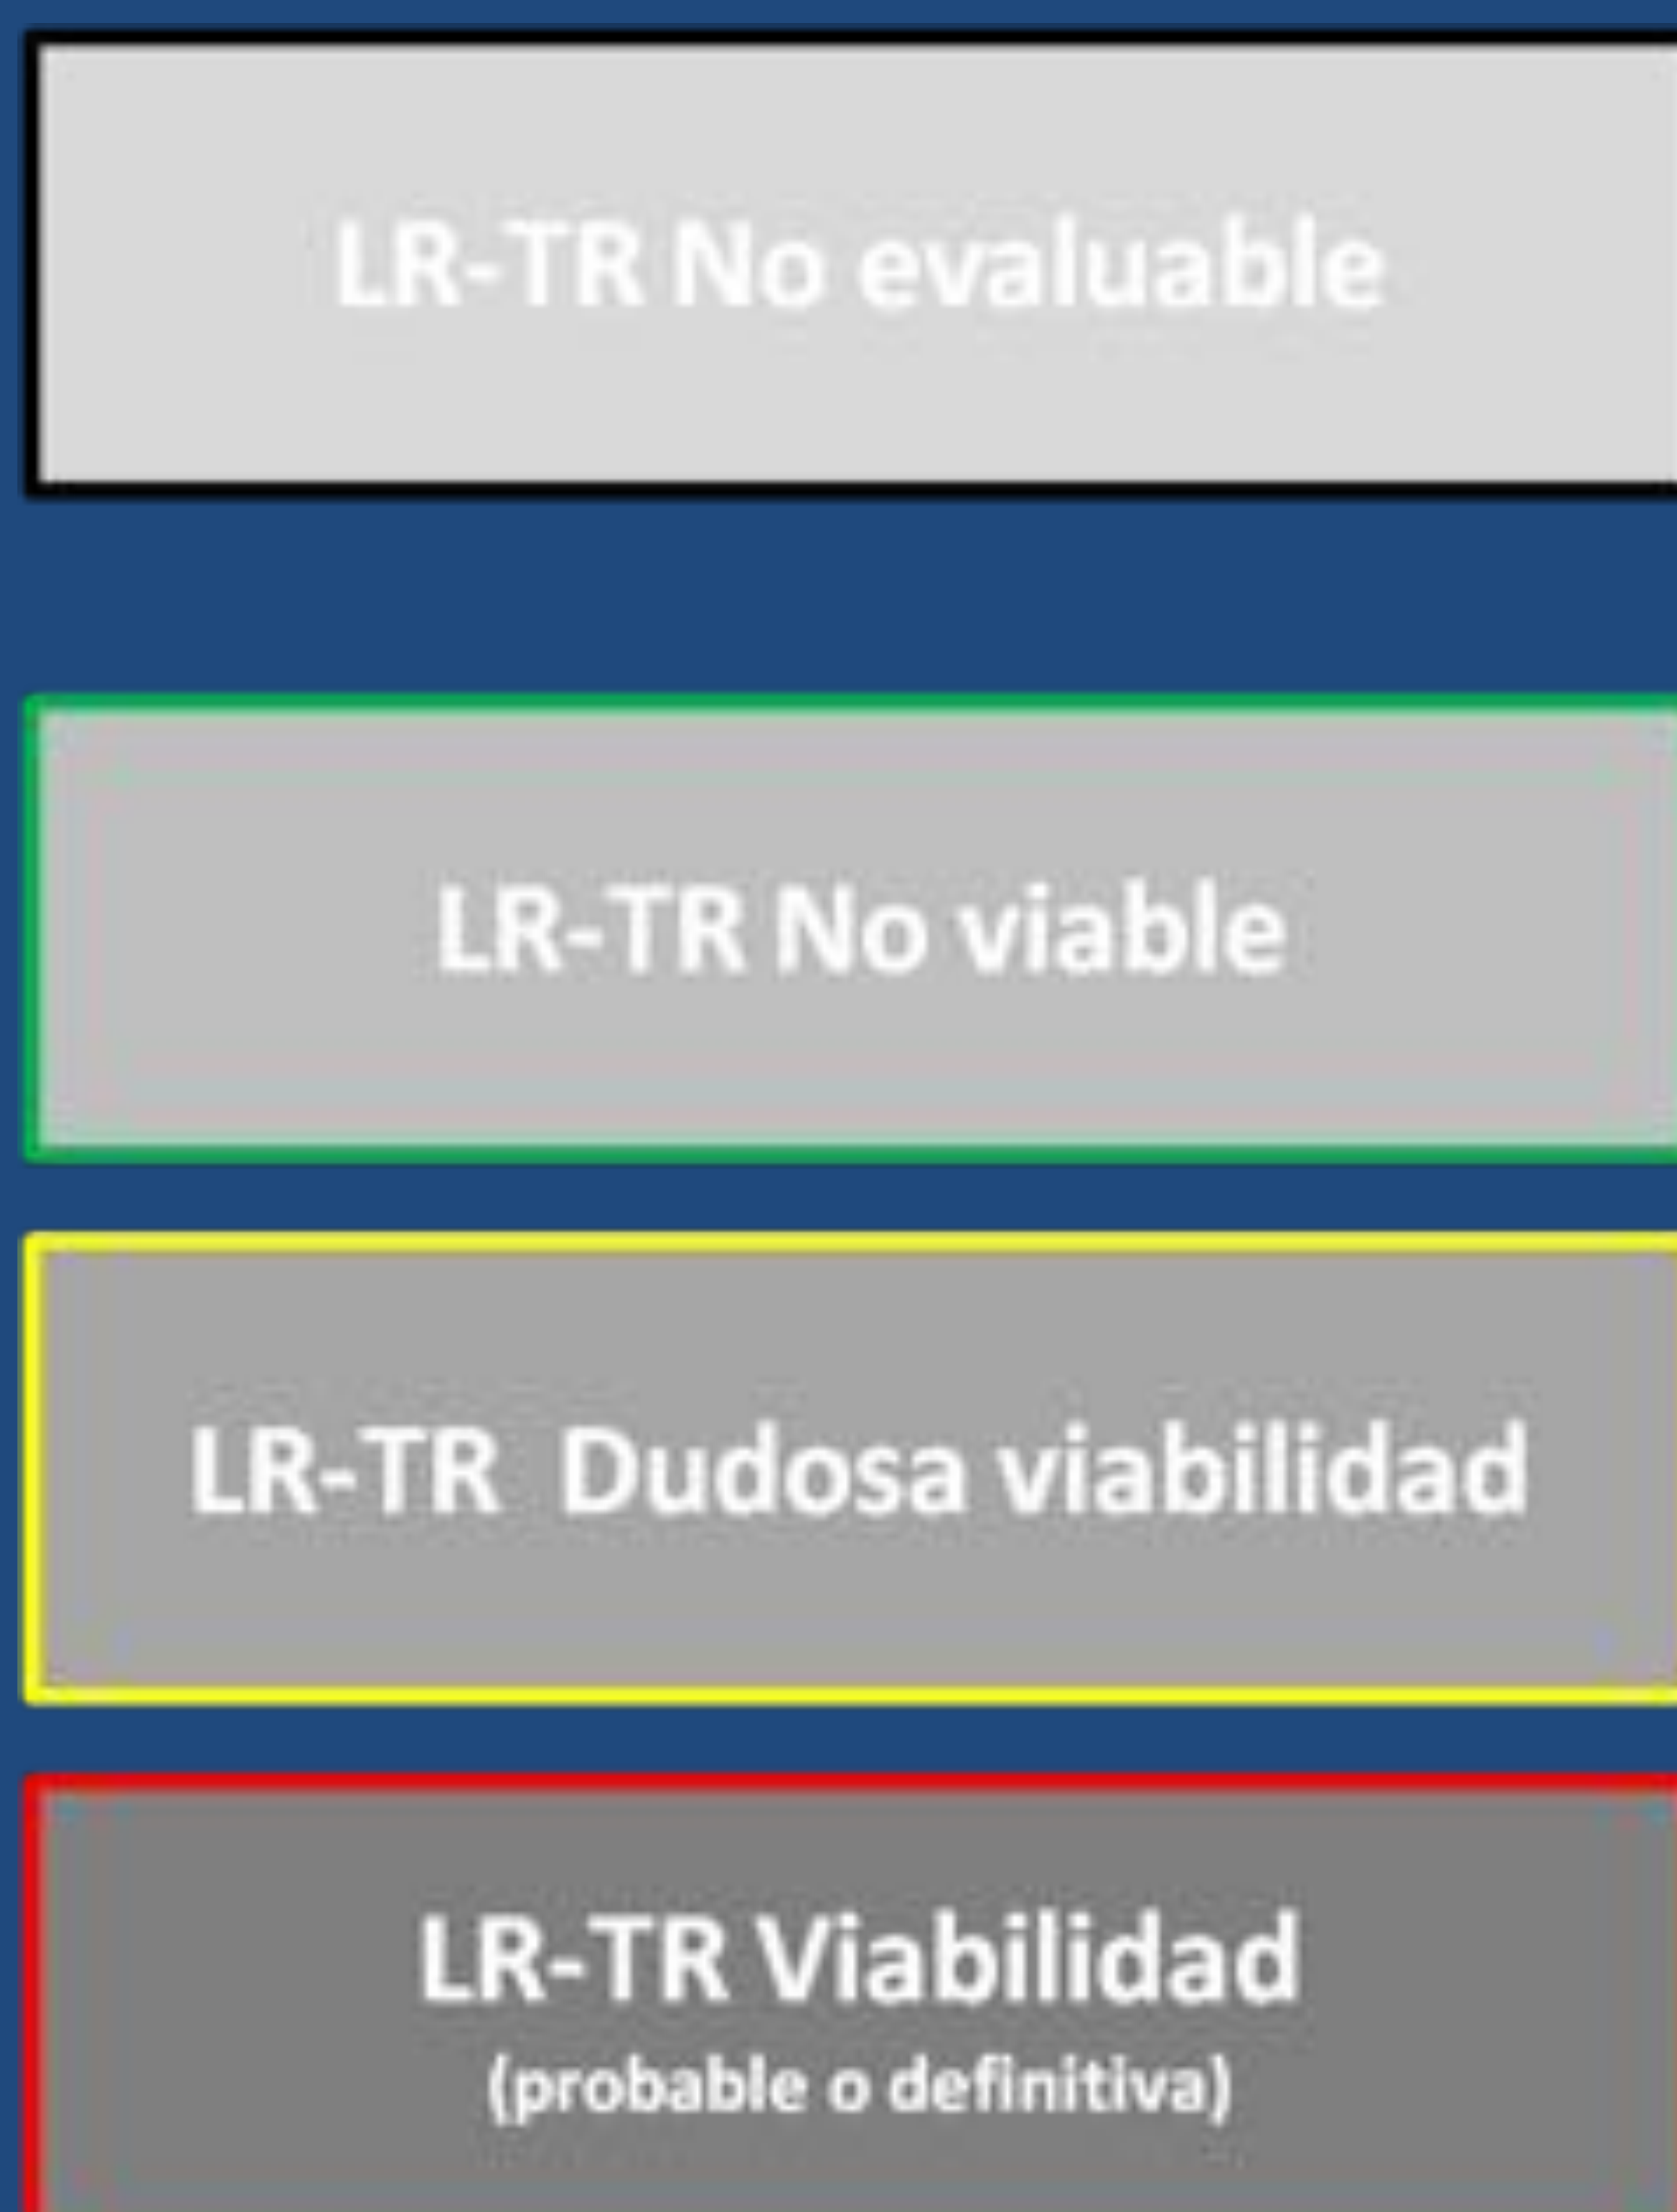 LR-TR No evaluable
LR-TR No viable
LR-TR Dudosa viabilidad
LR-TR Viabilidad
(probable o definitiva)